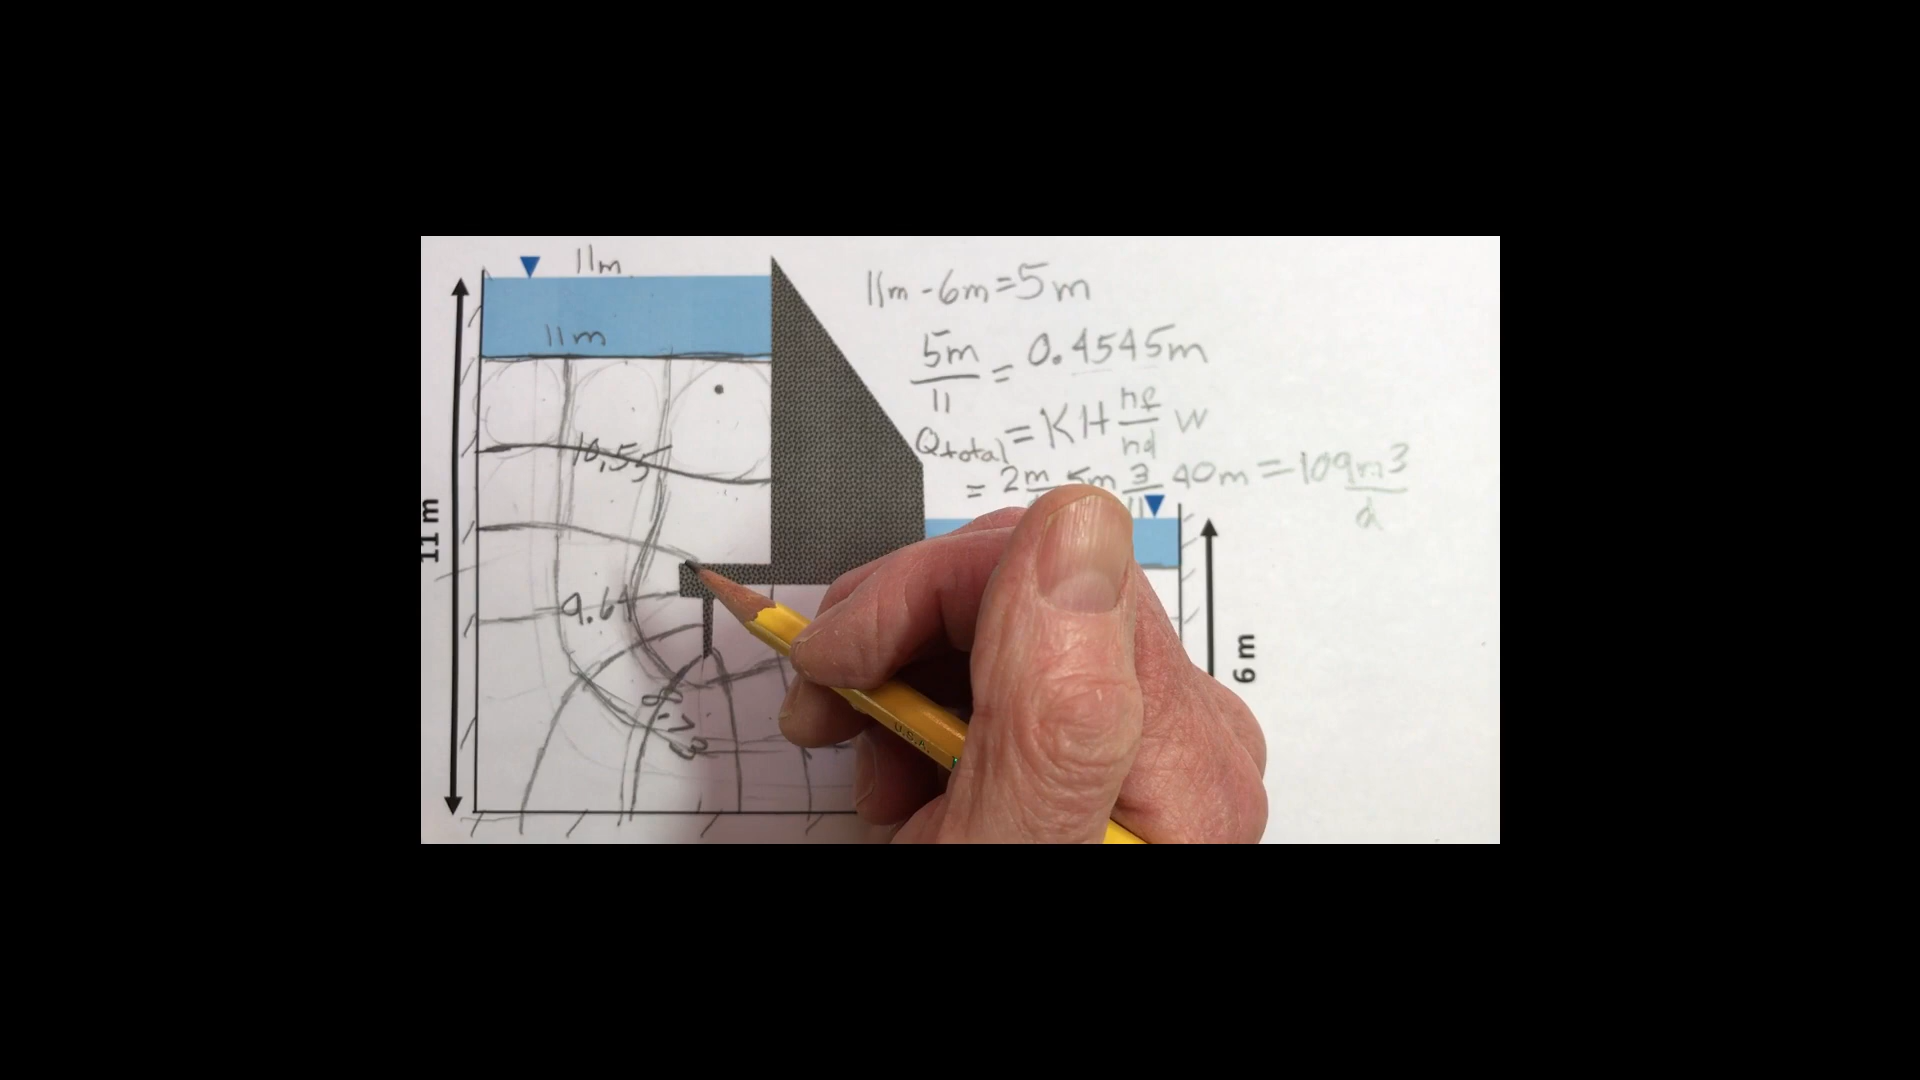 11m
11m
10.55
9.64
8.73
11 m
11m - 6m = 5m
5m/11 = 0.4545m
Qtotal = KH nf/nd W
= 2m 5m 3/11 40m = 109 m3/d
6 m
U.S.A.